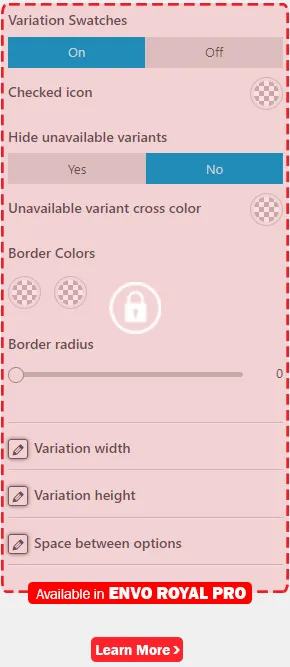 Variation Swatches
On Off
Checked icon
Hide unavailable variants
Yes No
Unavailable variant cross color
Border Colors
Border radius
0
Variation width
Variation height
Space between options
Available in ENVO ROYAL PRO
Learn More >